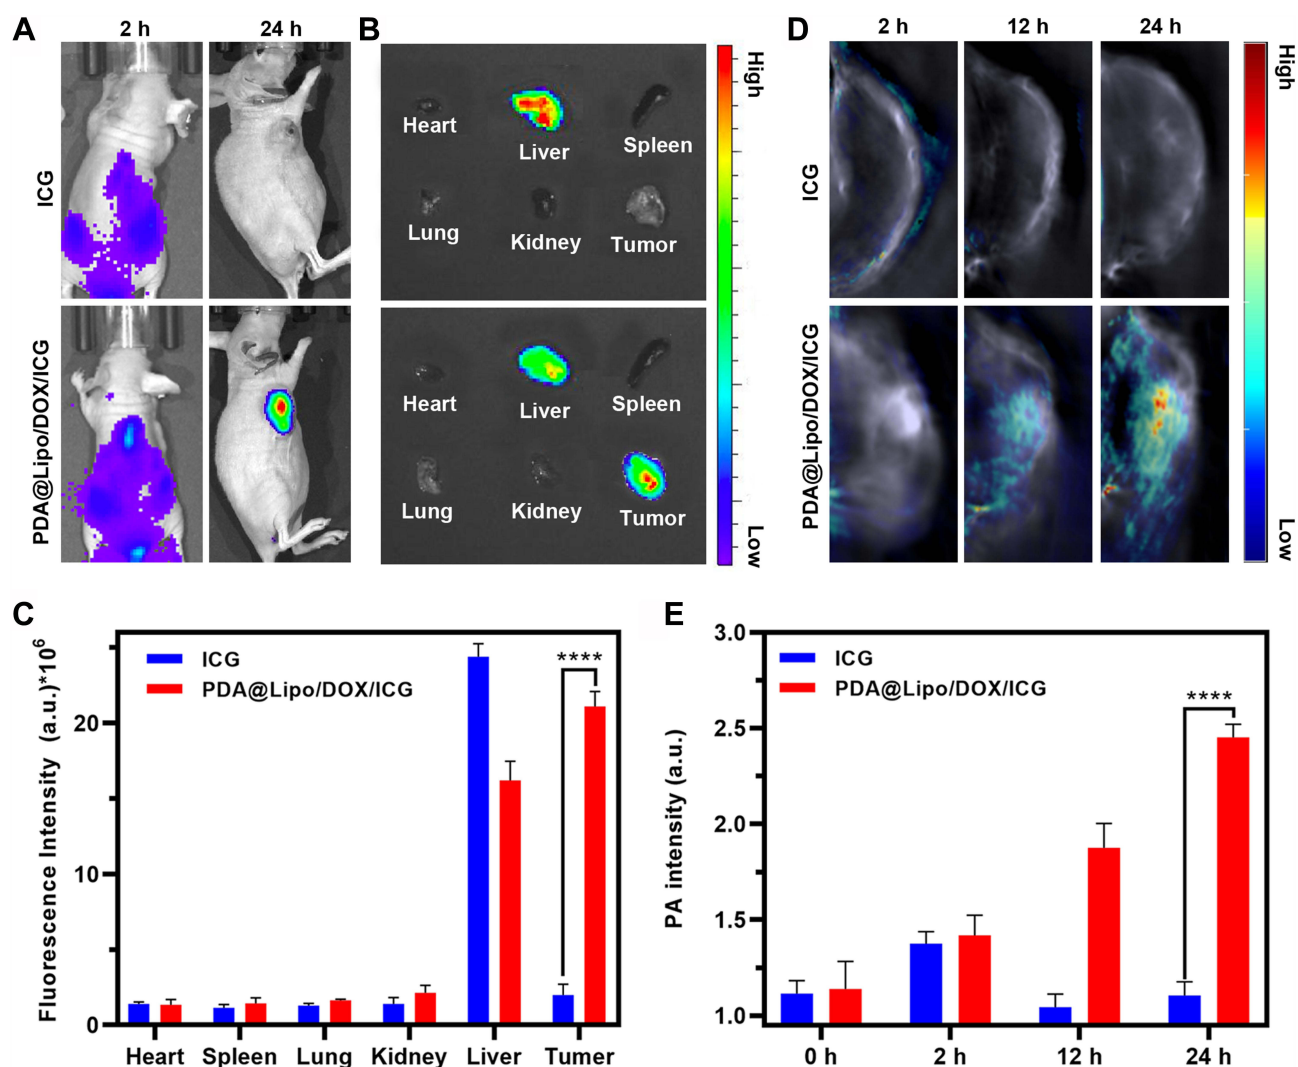 A
2 h
24 h
ICG
PDA@Lipo/DOX/ICG
B
Heart
Liver
Spleen
Lung
Kidney
Tumor
Heart
Liver
Spleen
Lung
Kidney
Tumor
High
Low
D
2 h
12 h
24 h
ICG
PDA@Lipo/DOX/ICG
High
Low
C
Fluorescence Intensity (a.u.)*10⁶
ICG
PDA@Lipo/DOX/ICG
****
20
10
0
Heart Spleen Lung Kidney Liver Tumer
E
PA intensity (a.u.)
ICG
PDA@Lipo/DOX/ICG
****
3.0
2.5
2.0
1.5
1.0
0 h 2 h 12 h 24 h